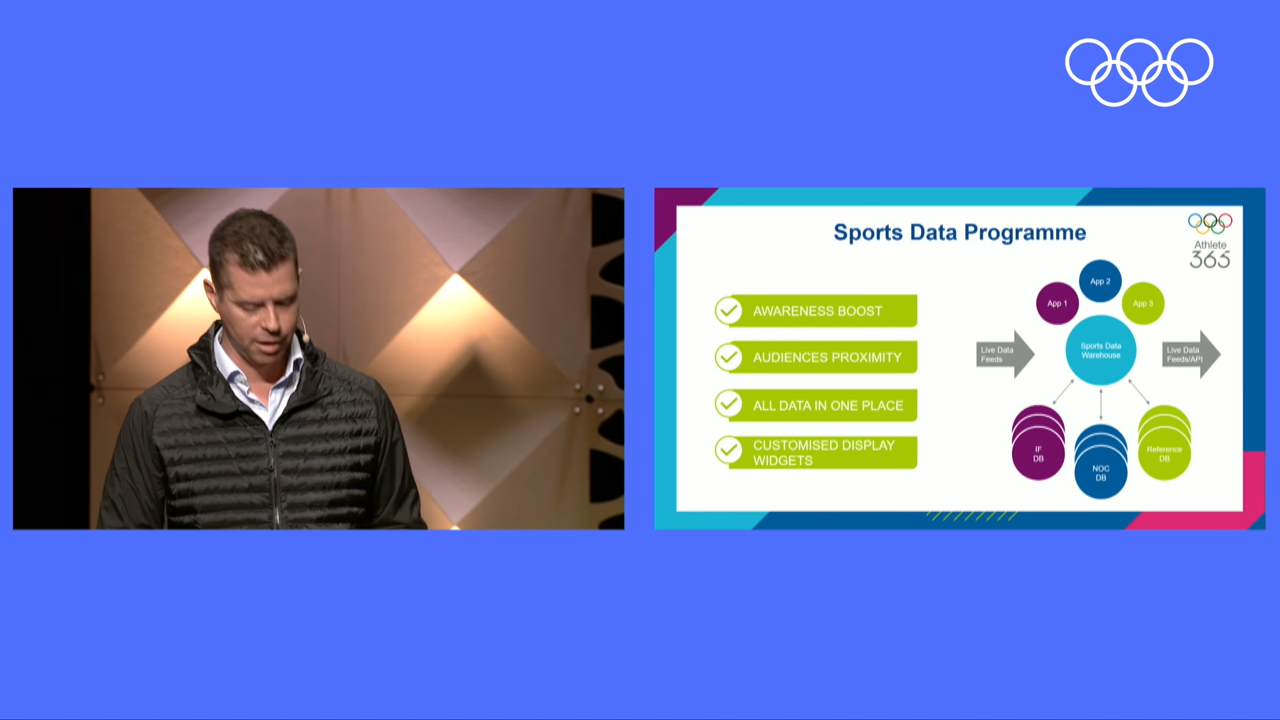 Sports Data Programme
Athlete
365
AWARENESS BOOST
AUDIENCES PROXIMITY
ALL DATA IN ONE PLACE
CUSTOMISED DISPLAY
WIDGETS
App 1
App 2
App 3
Live Data
Feeds
Sports Data
Warehouse
Live Data
Feeds/API
IF
DB
NOC
DB
Reference
DB